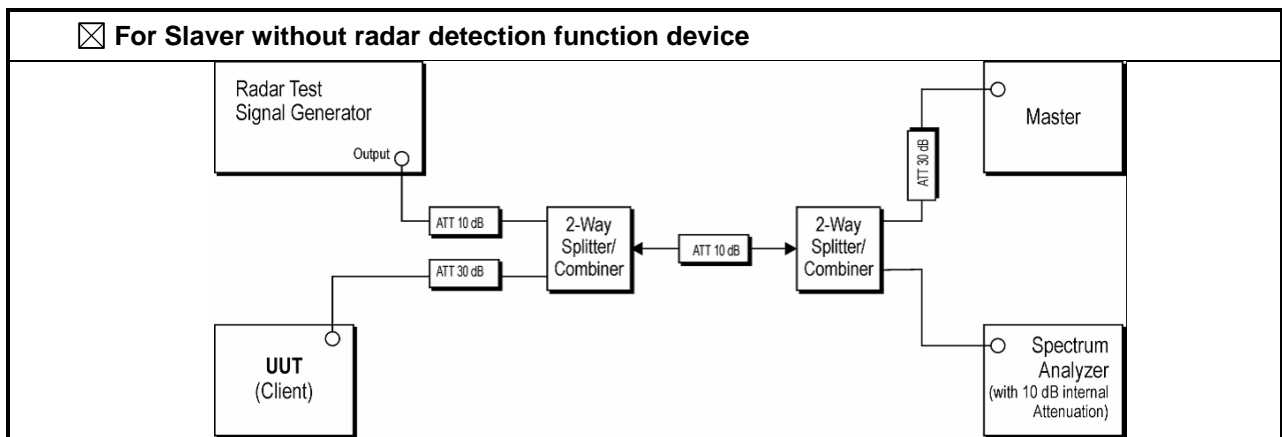 ☒ For Slaver without radar detection function device
Radar Test
Signal Generator
Output
Master
ATT 30 dB
ATT 10 dB
2-Way
Splitter/
Combiner
ATT 10 dB
2-Way
Splitter/
Combiner
ATT 30 dB
UUT
(Client)
Spectrum
Analyzer
(with 10 dB internal
Attenuation)